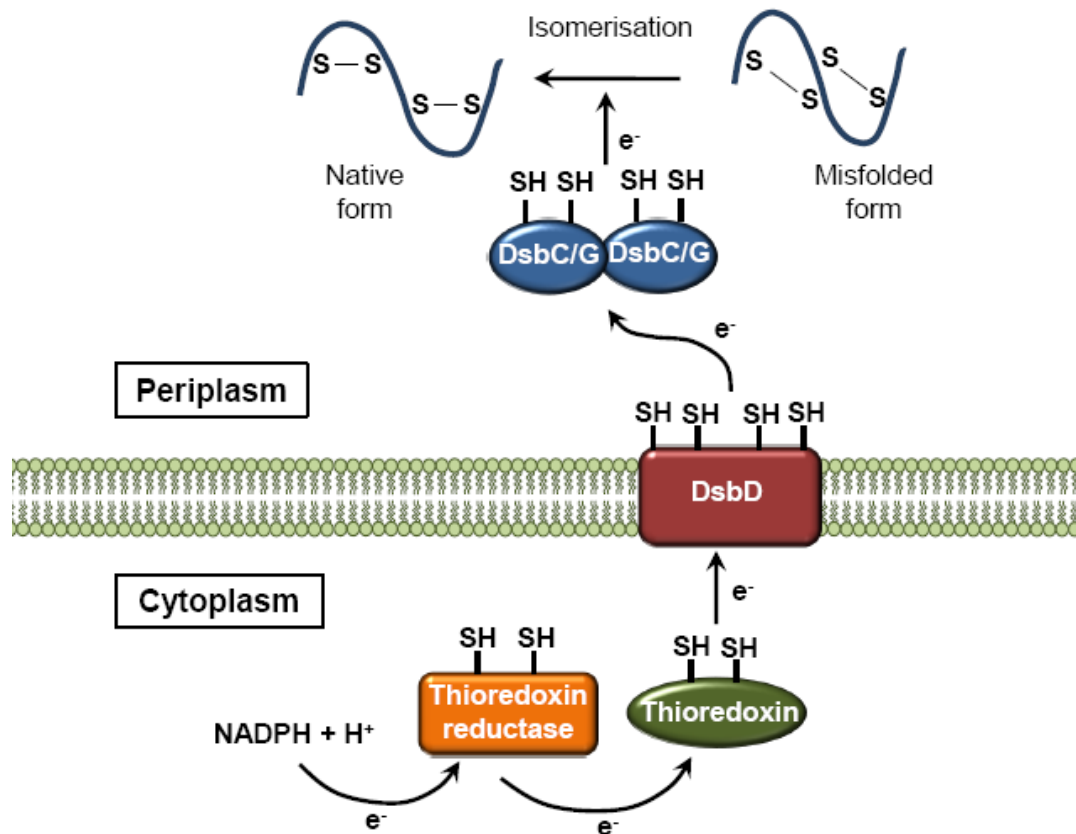 Isomerisation
S — S
S — S
S
S
S
S
Native
form
e-
Misfolded
form
SH SH SH SH
DsbC/G DsbC/G
e-
Periplasm
SH SH SH SH
DsbD
Cytoplasm
e-
SH SH
SH SH
Thioredoxin
reductase
Thioredoxin
NADPH + H⁺
e-
e-